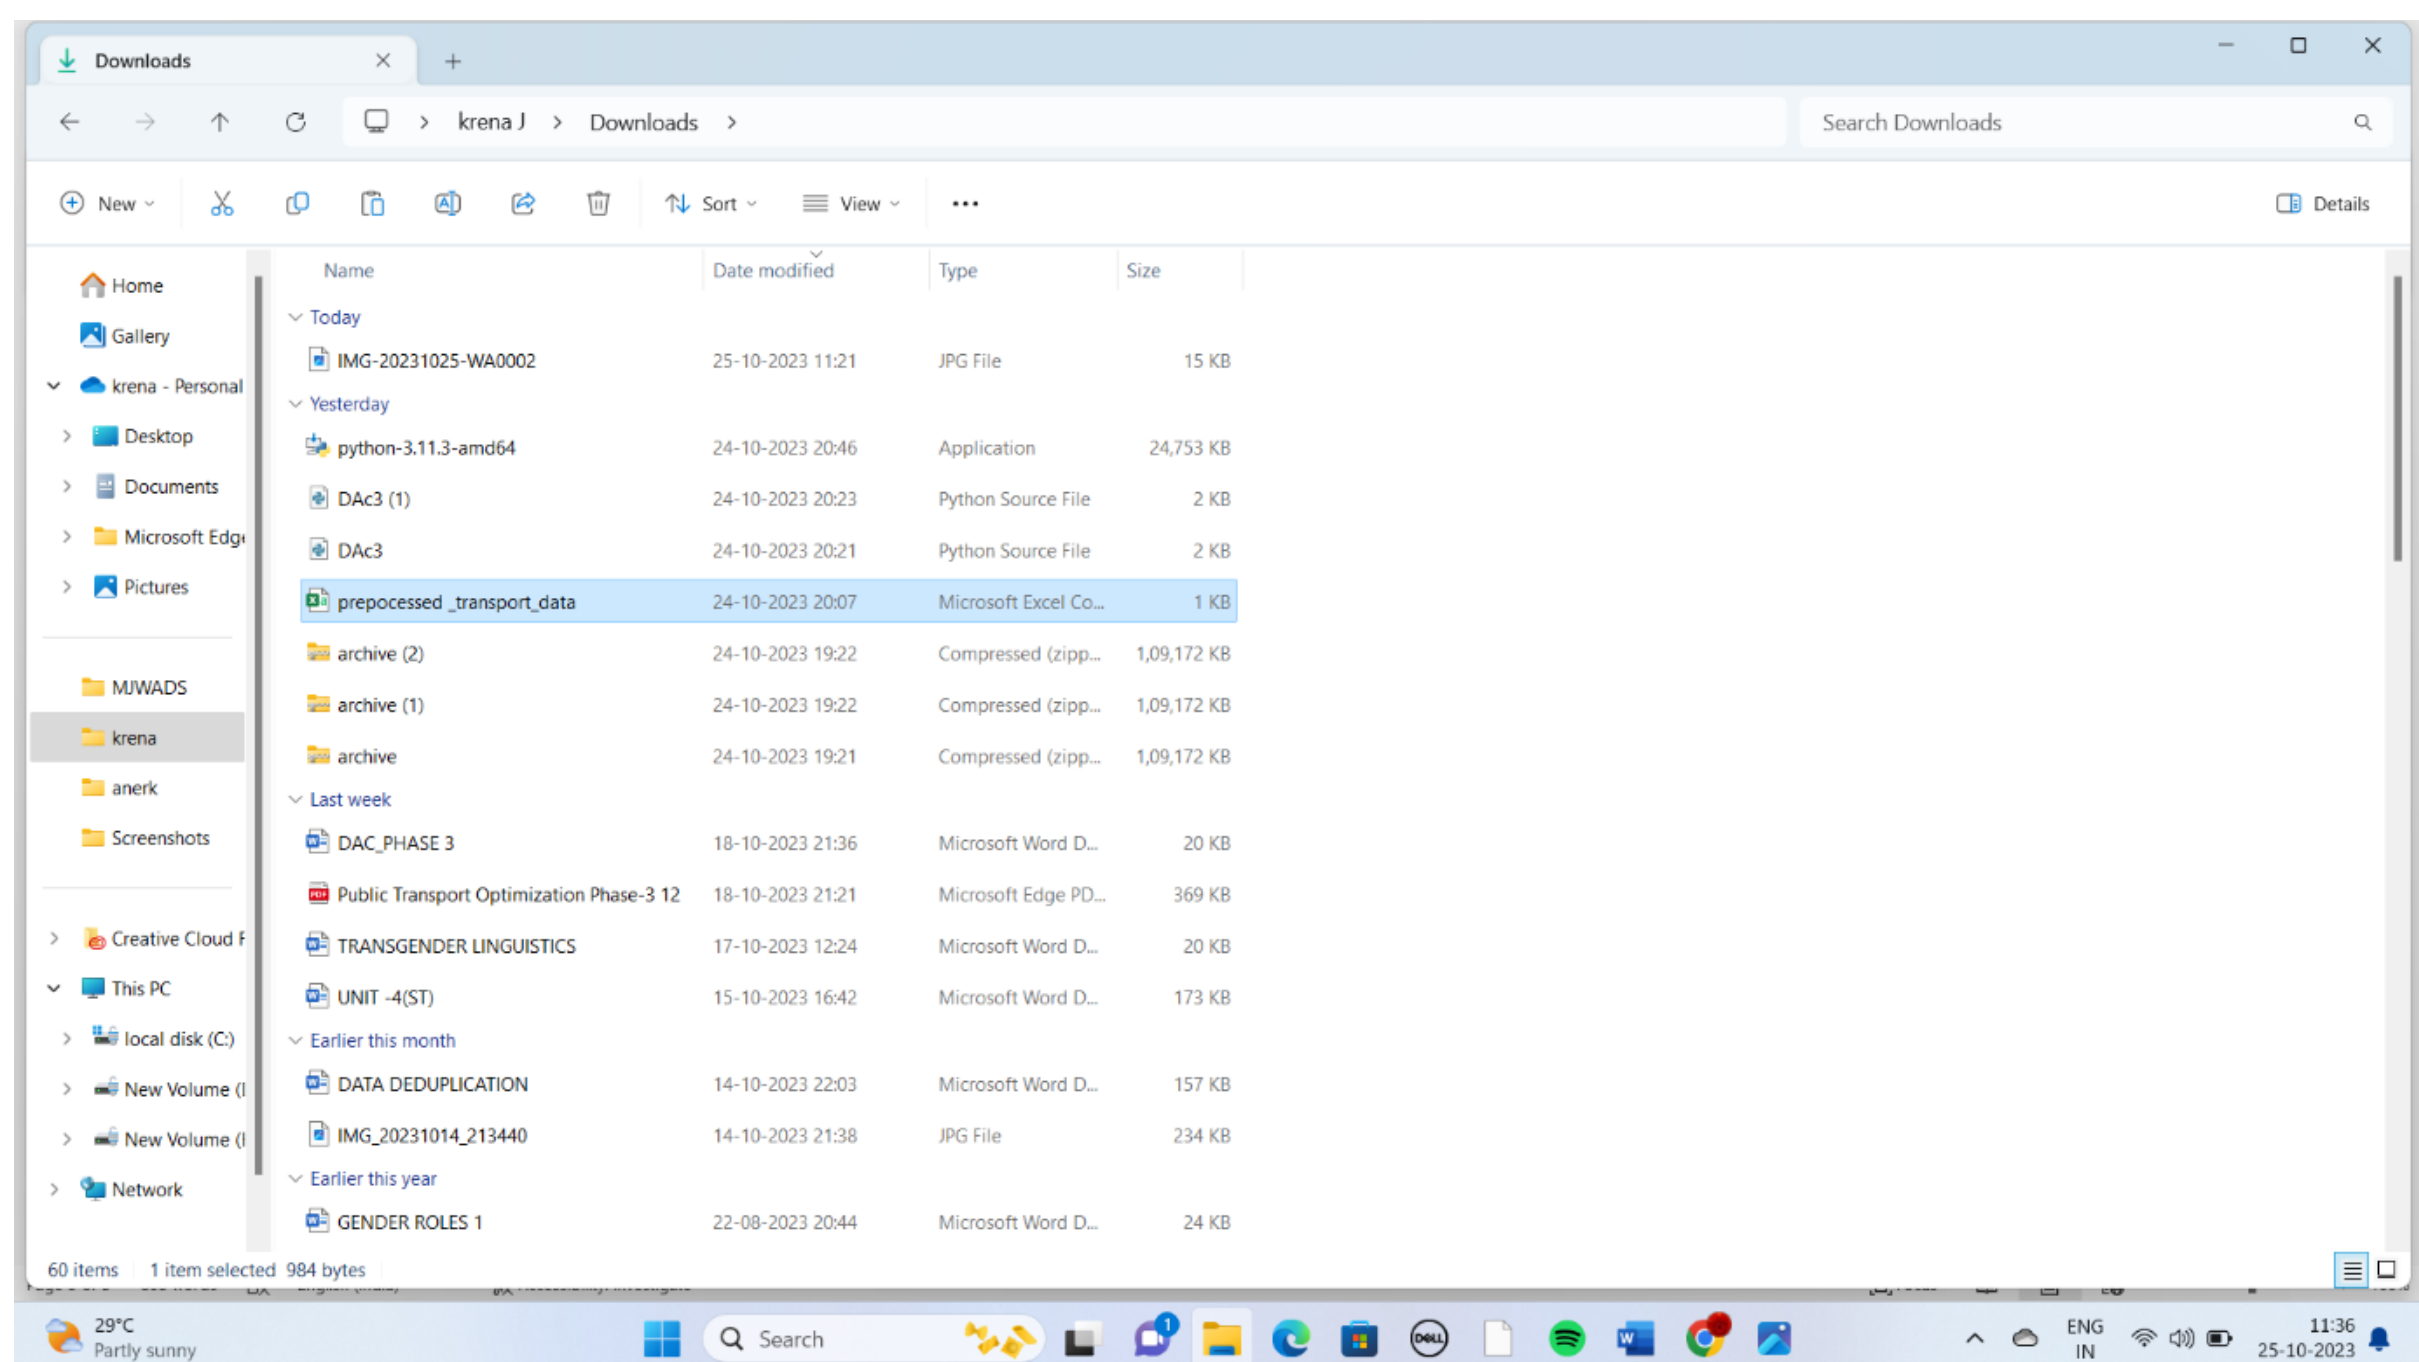 Downloads
krena J > Downloads >
Search Downloads
New
Sort
View
Details
Home
Gallery
krena - Personal
Desktop
Documents
Microsoft Edg
Pictures
MJWADS
krena
anerk
Screenshots
Creative Cloud F
This PC
local disk (C:)
New Volume (
New Volume (
Network
Name Date modified Type Size
Today
IMG-20231025-WA0002 25-10-2023 11:21 JPG File 15 KB
Yesterday
python-3.11.3-amd64 24-10-2023 20:46 Application 24,753 KB
DAc3 (1) 24-10-2023 20:23 Python Source File 2 KB
DAc3 24-10-2023 20:21 Python Source File 2 KB
prepocessed _transport_data 24-10-2023 20:07 Microsoft Excel Co... 1 KB
archive (2) 24-10-2023 19:22 Compressed (zipp... 1,09,172 KB
archive (1) 24-10-2023 19:22 Compressed (zipp... 1,09,172 KB
archive 24-10-2023 19:21 Compressed (zipp... 1,09,172 KB
Last week
DAC_PHASE 3 18-10-2023 21:36 Microsoft Word D... 20 KB
Public Transport Optimization Phase-3 12 18-10-2023 21:21 Microsoft Edge PD... 369 KB
TRANSGENDER LINGUISTICS 17-10-2023 12:24 Microsoft Word D... 20 KB
UNIT -4(ST) 15-10-2023 16:42 Microsoft Word D... 173 KB
Earlier this month
DATA DEDUPLICATION 14-10-2023 22:03 Microsoft Word D... 157 KB
IMG_20231014_213440 14-10-2023 21:38 JPG File 234 KB
Earlier this year
GENDER ROLES 1 22-08-2023 20:44 Microsoft Word D... 24 KB
60 items 1 item selected 984 bytes
29°C
Partly sunny
Search
DELL
1
ENG
IN
11:36
25-10-2023